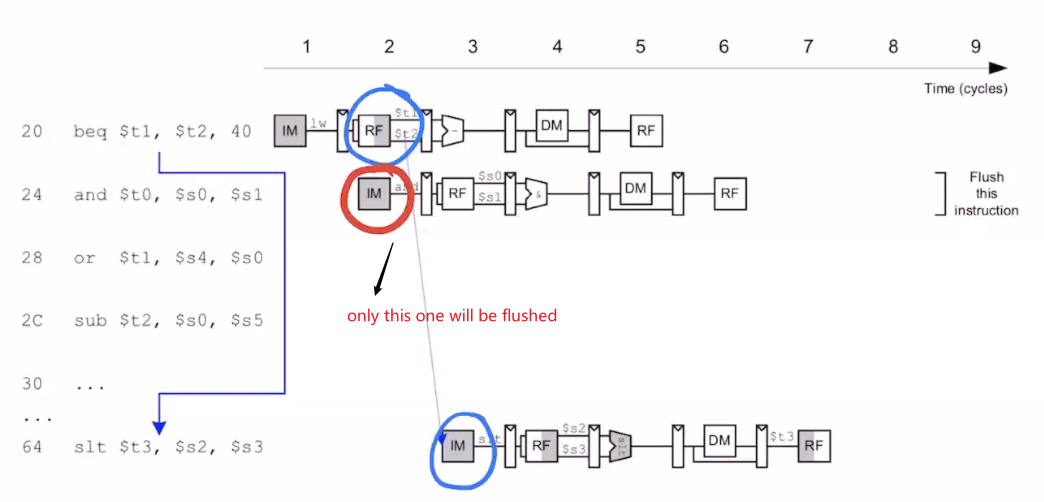 1 2 3 4 5 6 7 8 9
Time (cycles)
20 beq $t1, $t2, 40 IM lw RF $t1 $t2 - DM RF
24 and $t0, $s0, $s1 IM and RF $s0 $s1 & DM RF
Flush
this
instruction
28 or $t1, $s4, $s0
only this one will be flushed
2C sub $t2, $s0, $s5
30 ...
...
64 slt $t3, $s2, $s3 IM slt RF $s2 $s3 slt DM $t3 RF